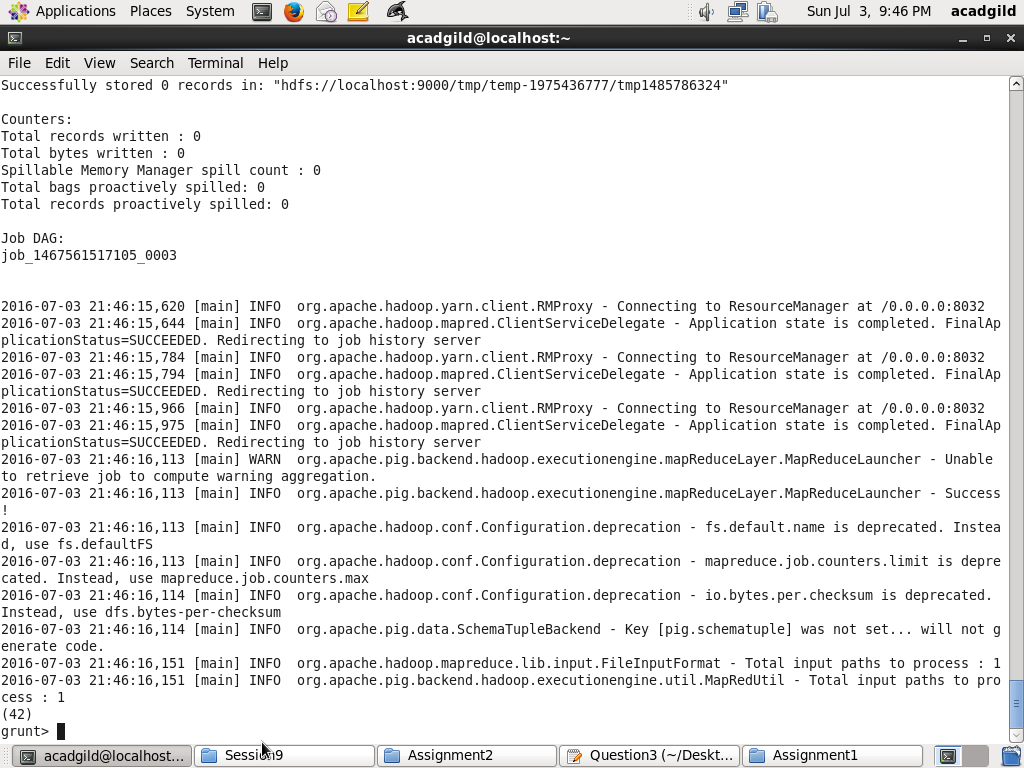 Applications Places System Sun Jul 3, 9:46 PM acadgild
acadgild@localhost:~
File Edit View Search Terminal Help
Successfully stored 0 records in: "hdfs://localhost:9000/tmp/temp-1975436777/tmp1485786324"
Counters:
Total records written : 0
Total bytes written : 0
Spillable Memory Manager spill count : 0
Total bags proactively spilled: 0
Total records proactively spilled: 0
Job DAG:
job_1467561517105_0003
2016-07-03 21:46:15,620 [main] INFO  org.apache.hadoop.yarn.client.RMProxy - Connecting to ResourceManager at /0.0.0.0:8032
2016-07-03 21:46:15,644 [main] INFO  org.apache.hadoop.mapred.ClientServiceDelegate - Application state is completed. FinalAp
plicationStatus=SUCCEEDED. Redirecting to job history server
2016-07-03 21:46:15,784 [main] INFO  org.apache.hadoop.yarn.client.RMProxy - Connecting to ResourceManager at /0.0.0.0:8032
2016-07-03 21:46:15,794 [main] INFO  org.apache.hadoop.mapred.ClientServiceDelegate - Application state is completed. FinalAp
plicationStatus=SUCCEEDED. Redirecting to job history server
2016-07-03 21:46:15,966 [main] INFO  org.apache.hadoop.yarn.client.RMProxy - Connecting to ResourceManager at /0.0.0.0:8032
2016-07-03 21:46:15,975 [main] INFO  org.apache.hadoop.mapred.ClientServiceDelegate - Application state is completed. FinalAp
plicationStatus=SUCCEEDED. Redirecting to job history server
2016-07-03 21:46:16,113 [main] WARN  org.apache.pig.backend.hadoop.executionengine.mapReduceLayer.MapReduceLauncher - Unable
to retrieve job to compute warning aggregation.
2016-07-03 21:46:16,113 [main] INFO  org.apache.pig.backend.hadoop.executionengine.mapReduceLayer.MapReduceLauncher - Success
!
2016-07-03 21:46:16,113 [main] INFO  org.apache.hadoop.conf.Configuration.deprecation - fs.default.name is deprecated. Instea
d, use fs.defaultFS
2016-07-03 21:46:16,113 [main] INFO  org.apache.hadoop.conf.Configuration.deprecation - mapreduce.job.counters.limit is depre
cated. Instead, use mapreduce.job.counters.max
2016-07-03 21:46:16,114 [main] INFO  org.apache.hadoop.conf.Configuration.deprecation - io.bytes.per.checksum is deprecated.
Instead, use dfs.bytes-per-checksum
2016-07-03 21:46:16,114 [main] INFO  org.apache.pig.data.SchemaTupleBackend - Key [pig.schematuple] was not set... will not g
enerate code.
2016-07-03 21:46:16,151 [main] INFO  org.apache.hadoop.mapreduce.lib.input.FileInputFormat - Total input paths to process : 1
2016-07-03 21:46:16,151 [main] INFO  org.apache.pig.backend.hadoop.executionengine.util.MapRedUtil - Total input paths to pro
cess : 1
(42)
grunt>
acadgild@localhost... Session9 Assignment2 Question3 (~/Deskt... Assignment1